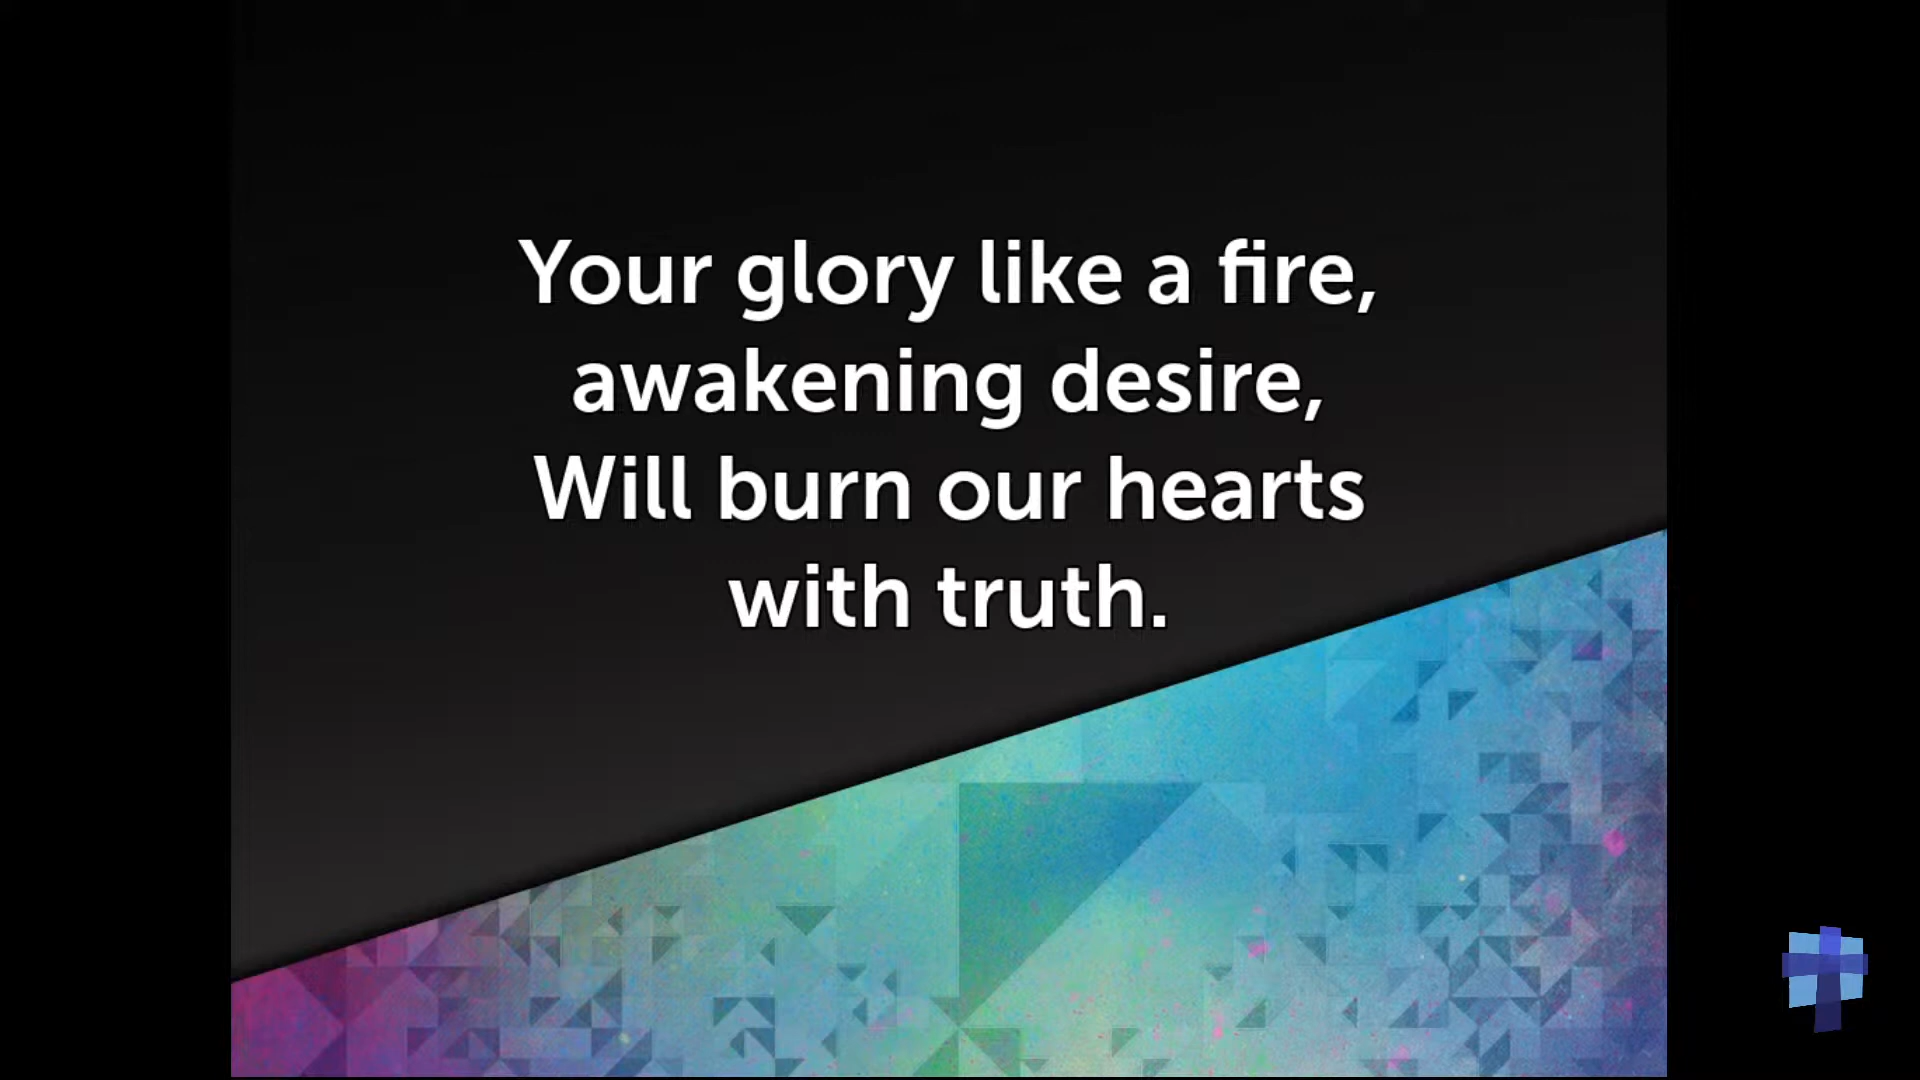 Your glory like a fire,
awakening desire,
Will burn our hearts
with truth.